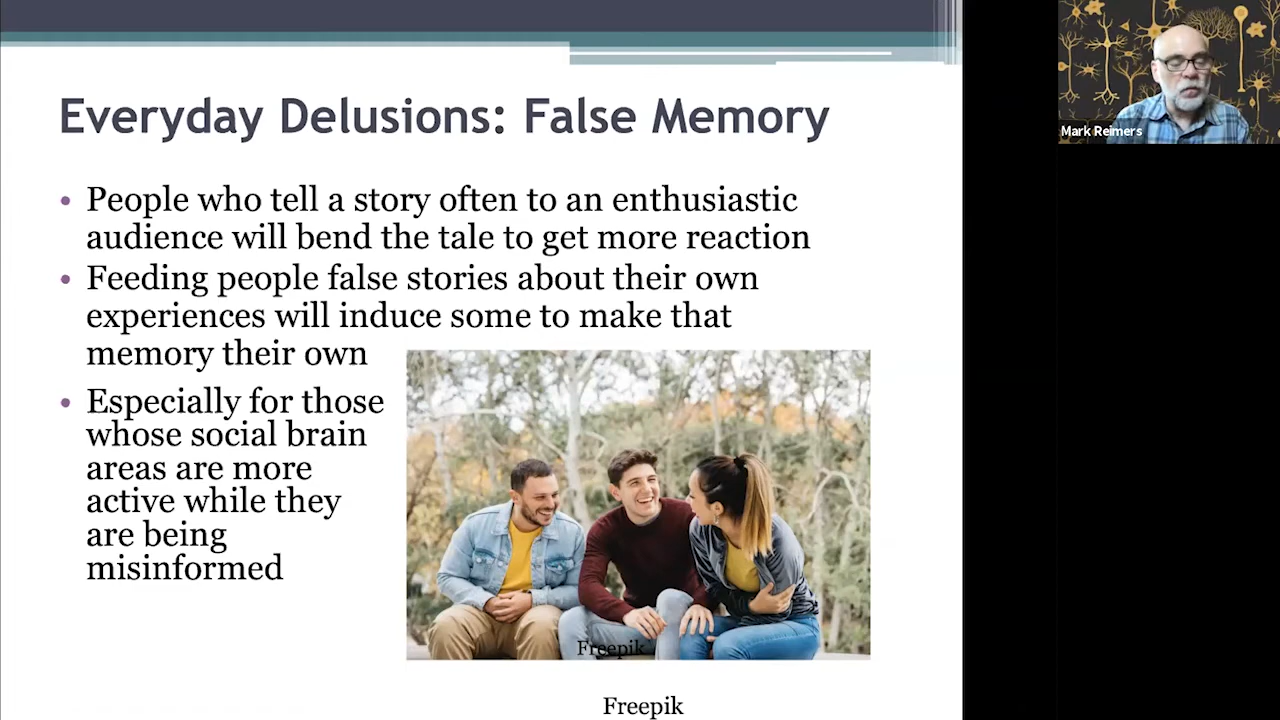 Everyday Delusions: False Memory
• People who tell a story often to an enthusiastic
audience will bend the tale to get more reaction
• Feeding people false stories about their own
experiences will induce some to make that
memory their own
• Especially for those
whose social brain
areas are more
active while they
are being
misinformed
Freepik
Freepik
Mark Reimers